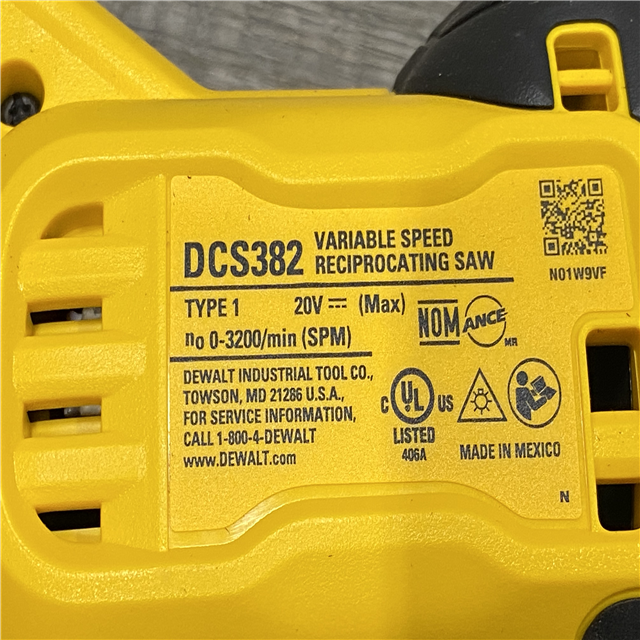 DCS382 VARIABLE SPEED
RECIPROCATING SAW
N01W9VF
TYPE 1 20V ⎓ (Max)
no 0-3200/min (SPM)
NOM ANCE
MR
DEWALT INDUSTRIAL TOOL CO.,
TOWSON, MD 21286 U.S.A.,
FOR SERVICE INFORMATION,
CALL 1-800-4-DEWALT
www.DEWALT.com
C UL US
LISTED
406A
MADE IN MEXICO
N